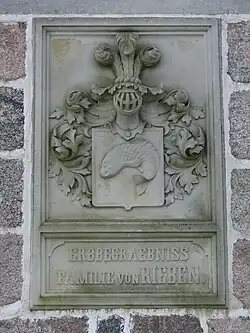 ERBBEGRAEBNISS
FAMILIE VON RIEBEN.